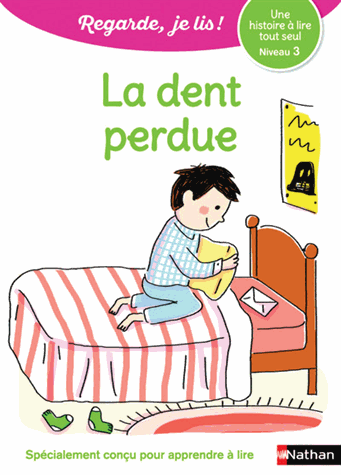 Regarde, je lis !
Une
histoire à lire
tout seul
Niveau 3
La dent
perdue
Spécialement conçu pour apprendre à lire
Nathan